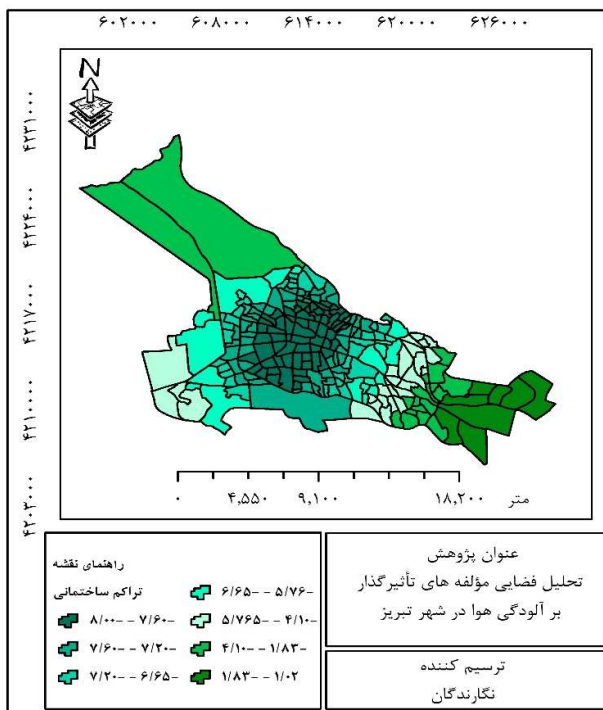 ۶۰۲۰۰۰ ۶۰۸۰۰۰ ۶۱۴۰۰۰ ۶۲۰۰۰۰ ۶۲۶۰۰۰
N
۴۲۳۱۰۰۰
۴۲۲۴۰۰۰
۴۲۱۷۰۰۰
۴۲۱۰۰۰۰
۴۲۰۳۰۰۰
۰ ۴,۵۵۰ ۹,۱۰۰ ۱۸,۲۰۰ متر
راهنمای نقشه
تراکم ساختمانی
۸/۰۰--۷/۶۰-
۷/۶۰--۷/۲۰-
۷/۲۰--۶/۶۵-
۶/۶۵--۵/۷۶-
۵/۷۶۵--۴/۱۰-
۴/۱۰--۱/۸۳-
۱/۸۳--۱/۰۲
عنوان پژوهش
تحلیل فضایی مؤلفه های تأثیرگذار
بر آلودگی هوا در شهر تبریز
ترسیم کننده
نگارندگان